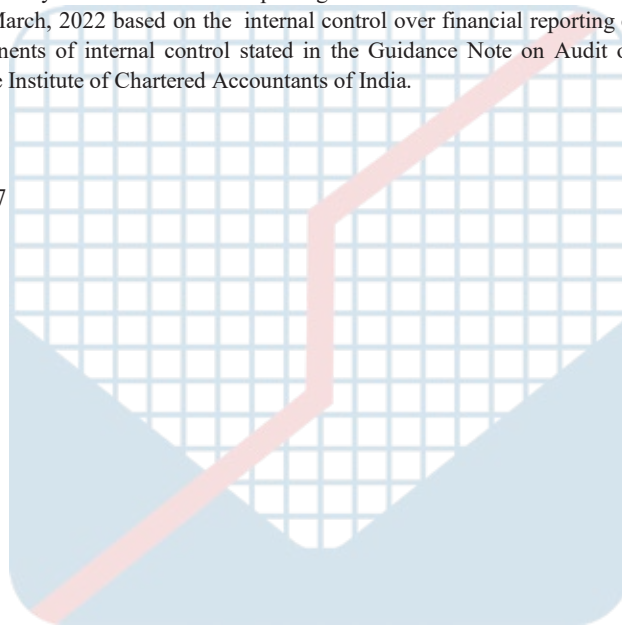 March, 2022 based on the internal control over financial reporting
nents of internal control stated in the Guidance Note on Audit o
e Institute of Chartered Accountants of India.
7